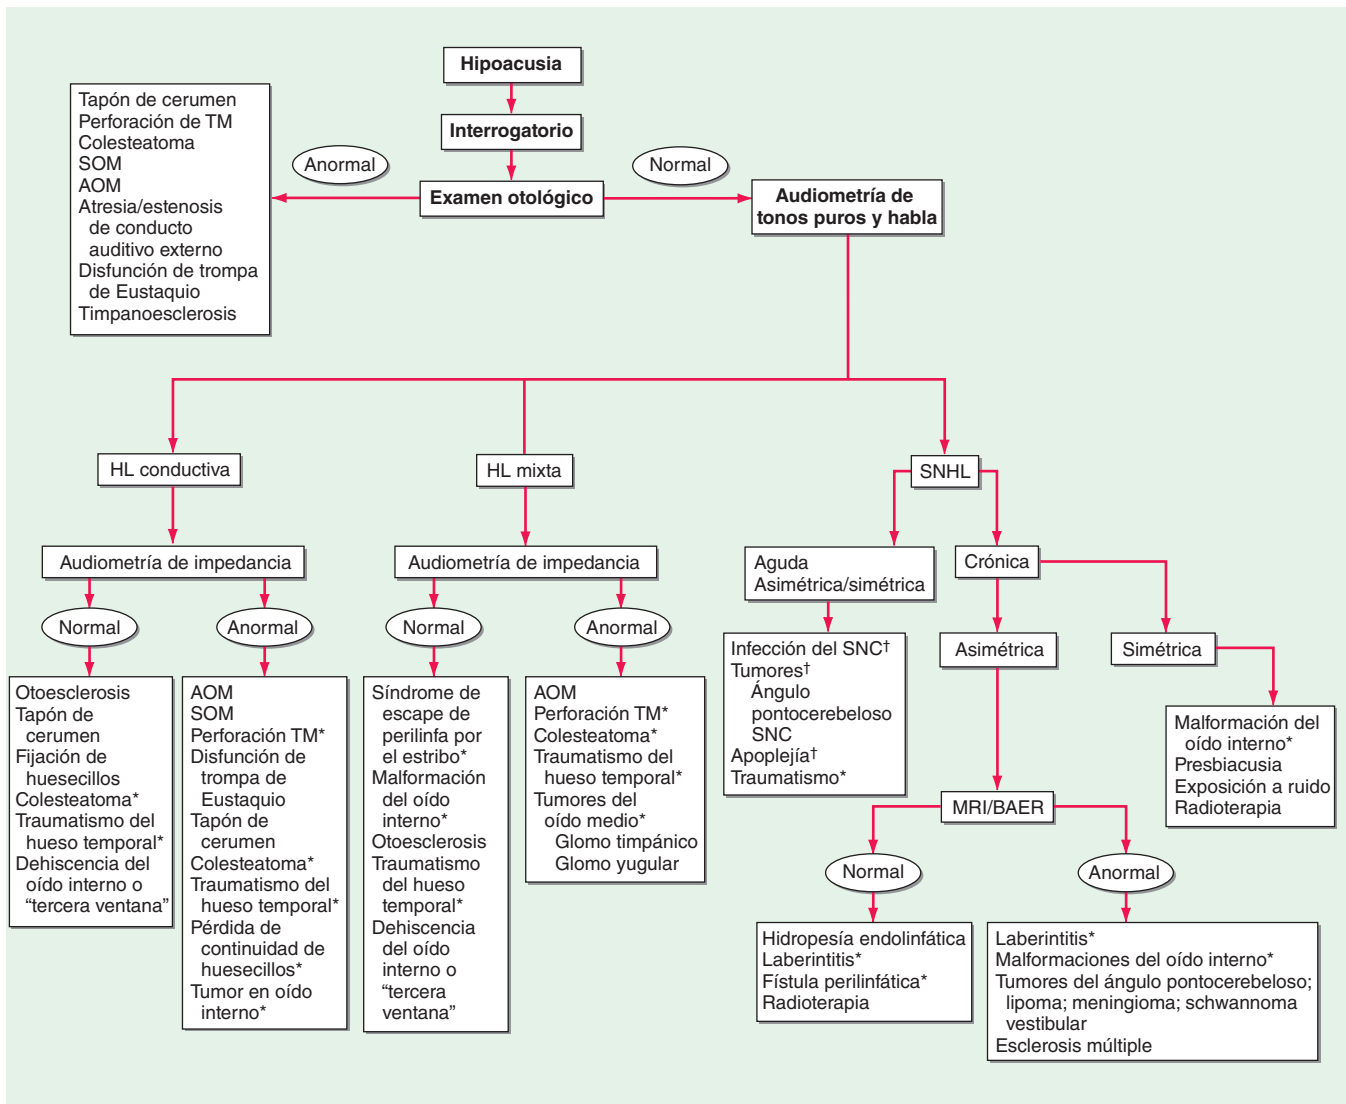 Hipoacusia
Interrogatorio
Examen otológico
Anormal
Tapón de cerumen
Perforación de TM
Colesteatoma
SOM
AOM
Atresia/estenosis
de conducto
auditivo externo
Disfunción de trompa
de Eustaquio
Timpanoesclerosis
Normal
Audiometría de
tonos puros y habla
HL conductiva
Audiometría de impedancia
Normal
Otoesclerosis
Tapón de
cerumen
Fijación de
huesecillos
Colesteatoma*
Traumatismo del
hueso temporal*
Dehiscencia del
oído interno o
“tercera ventana”
Anormal
AOM
SOM
Perforación TM*
Disfunción de
trompa de
Eustaquio
Tapón de
cerumen
Colesteatoma*
Traumatismo del
hueso temporal*
Pérdida de
continuidad de
huesecillos*
Tumor en oído
interno*
HL mixta
Audiometría de impedancia
Normal
Síndrome de
escape de
perilinfa por
el estribo*
Malformación
del oído
interno*
Otoesclerosis
Traumatismo
del hueso
temporal*
Dehiscencia
del oído
interno o
“tercera
ventana”
Anormal
AOM
Perforación TM*
Colesteatoma*
Traumatismo del
hueso temporal*
Tumores del
oído medio*
Glomo timpánico
Glomo yugular
SNHL
Aguda
Asimétrica/simétrica
Infección del SNC†
Tumores†
Ángulo
pontocerebeloso
SNC
Apoplejía†
Traumatismo*
Crónica
Asimétrica
MRI/BAER
Normal
Hidropesía endolinfática
Laberintitis*
Fístula perilinfática*
Radioterapia
Anormal
Laberintitis*
Malformaciones del oído interno*
Tumores del ángulo pontocerebeloso;
lipoma; meningioma; schwannoma
vestibular
Esclerosis múltiple
Simétrica
Malformación del
oído interno*
Presbiacusia
Exposición a ruido
Radioterapia